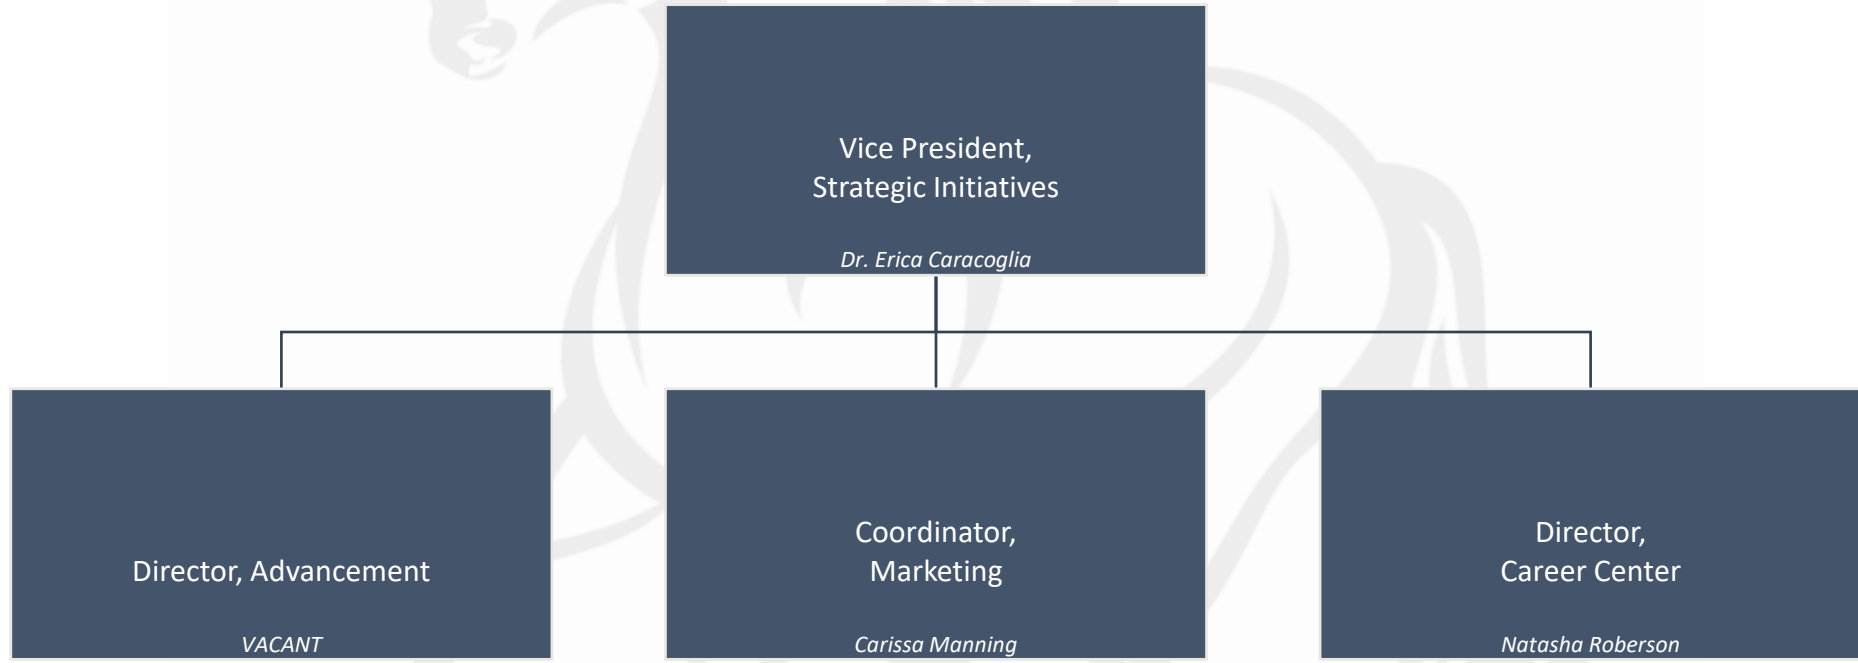 Vice President,
Strategic Initiatives
Dr. Erica Caracoglia
Director, Advancement
VACANT
Coordinator,
Marketing
Carissa Manning
Director,
Career Center
Natasha Roberson